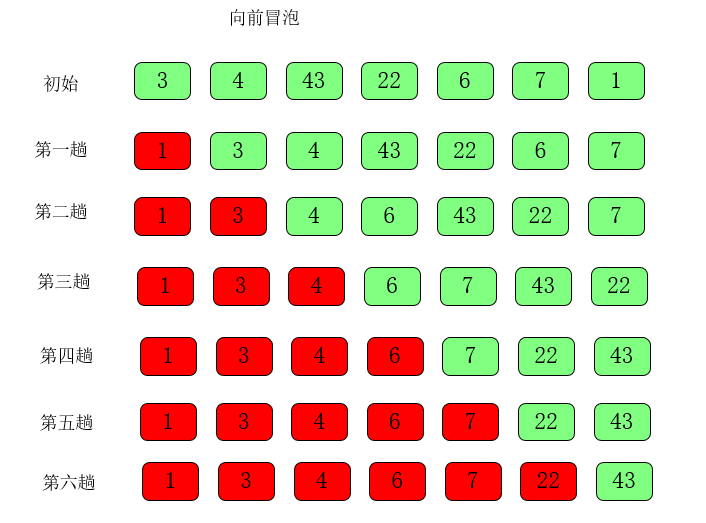 向前冒泡
初始 3 4 43 22 6 7 1
第一趟 1 3 4 43 22 6 7
第二趟 1 3 4 6 43 22 7
第三趟 1 3 4 6 7 43 22
第四趟 1 3 4 6 7 22 43
第五趟 1 3 4 6 7 22 43
第六趟 1 3 4 6 7 22 43